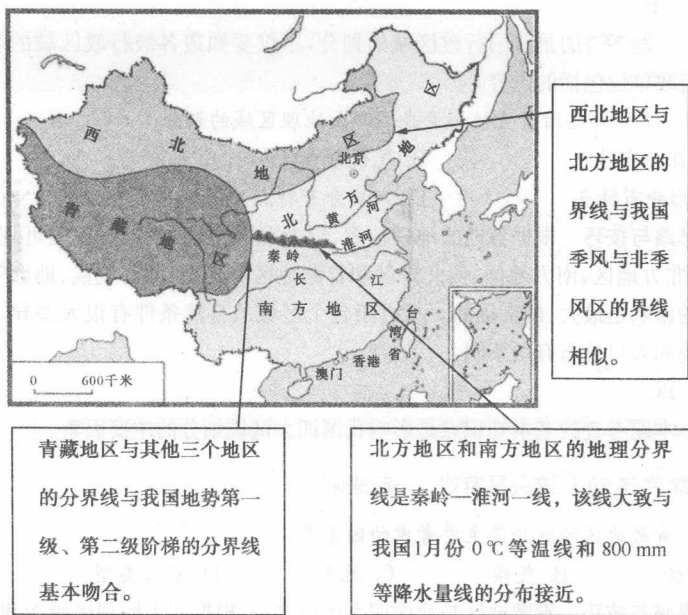 西北地区
青藏地区
北方地区
南方地区
北京
黄河
淮河
秦岭
长江
台湾省
香港
澳门
0 600千米
西北地区与
北方地区的
界线与我国
季风与非季
风区的界线
相似。
青藏地区与其他三个地区
的分界线与我国地势第一
级、第二级阶梯的分界线
基本吻合。
北方地区和南方地区的地理分界
线是秦岭—淮河一线，该线大致与
我国1月份 0 ℃等温线和 800 mm
等降水量线的分布接近。